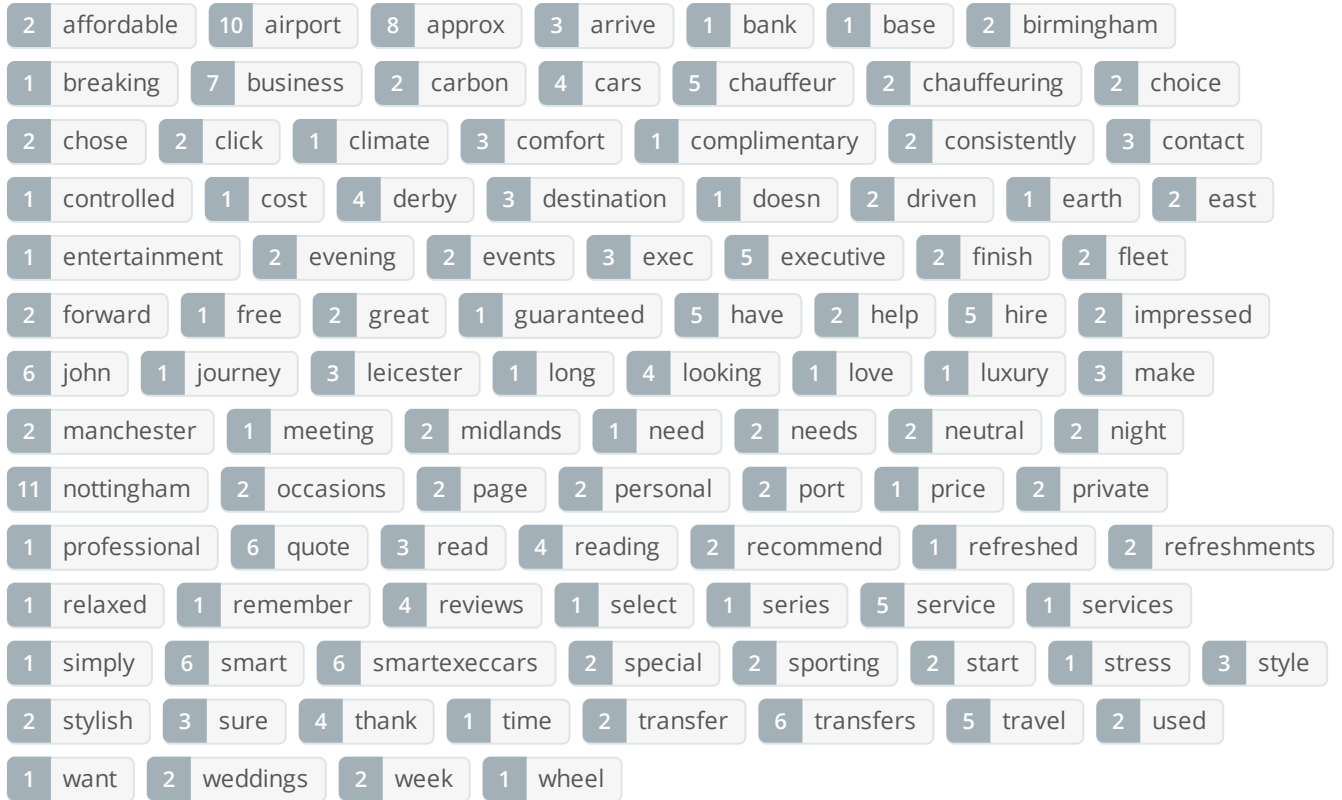 2 affordable 10 airport 8 approx 3 arrive 1 bank 1 base 2 birmingham
1 breaking 7 business 2 carbon 4 cars 5 chauffeur 2 chauffeuring 2 choice
2 chose 2 click 1 climate 3 comfort 1 complimentary 2 consistently 3 contact
1 controlled 1 cost 4 derby 3 destination 1 doesn 2 driven 1 earth 2 east
1 entertainment 2 evening 2 events 3 exec 5 executive 2 finish 2 fleet
2 forward 1 free 2 great 1 guaranteed 5 have 2 help 5 hire 2 impressed
6 john 1 journey 3 leicester 1 long 4 looking 1 love 1 luxury 3 make
2 manchester 1 meeting 2 midlands 1 need 2 needs 2 neutral 2 night
11 nottingham 2 occasions 2 page 2 personal 2 port 1 price 2 private
1 professional 6 quote 3 read 4 reading 2 recommend 1 refreshed 2 refreshments
1 relaxed 1 remember 4 reviews 1 select 1 series 5 service 1 services
1 simply 6 smart 6 smartexeccars 2 special 2 sporting 2 start 1 stress 3 style
2 stylish 3 sure 4 thank 1 time 2 transfer 6 transfers 5 travel 2 used
1 want 2 weddings 2 week 1 wheel